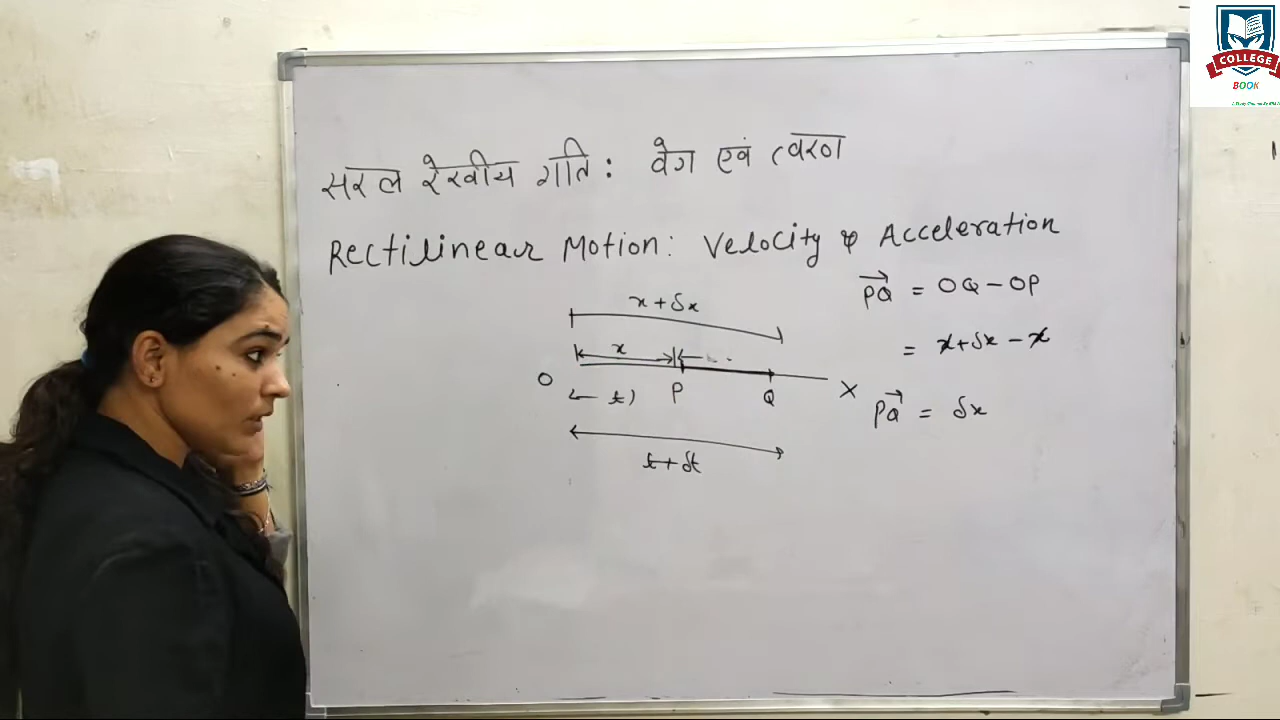 COLLEGE
BOOK
सरल रेखीय गति : वेग एवं त्वरण
Rectilinear Motion: Velocity & Acceleration
PQ = OQ - OP
x + δx
= x+δx - x
x
O
t
P
Q
X
PQ = δx
t + δt